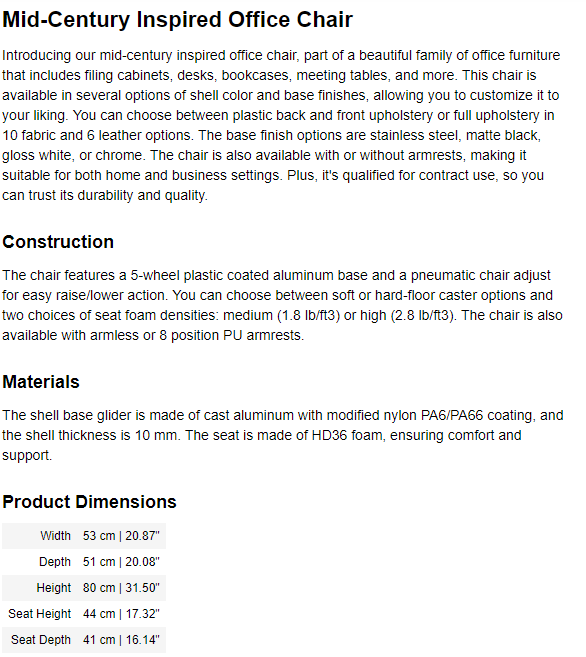 Mid-Century Inspired Office Chair
Introducing our mid-century inspired office chair, part of a beautiful family of office furniture
that includes filing cabinets, desks, bookcases, meeting tables, and more. This chair is
available in several options of shell color and base finishes, allowing you to customize it to
your liking. You can choose between plastic back and front upholstery or full upholstery in
10 fabric and 6 leather options. The base finish options are stainless steel, matte black,
gloss white, or chrome. The chair is also available with or without armrests, making it
suitable for both home and business settings. Plus, it's qualified for contract use, so you
can trust its durability and quality.
Construction
The chair features a 5-wheel plastic coated aluminum base and a pneumatic chair adjust
for easy raise/lower action. You can choose between soft or hard-floor caster options and
two choices of seat foam densities: medium (1.8 lb/ft3) or high (2.8 lb/ft3). The chair is also
available with armless or 8 position PU armrests.
Materials
The shell base glider is made of cast aluminum with modified nylon PA6/PA66 coating, and
the shell thickness is 10 mm. The seat is made of HD36 foam, ensuring comfort and
support.
Product Dimensions
Width 53 cm | 20.87"
Depth 51 cm | 20.08"
Height 80 cm | 31.50"
Seat Height 44 cm | 17.32"
Seat Depth 41 cm | 16.14"